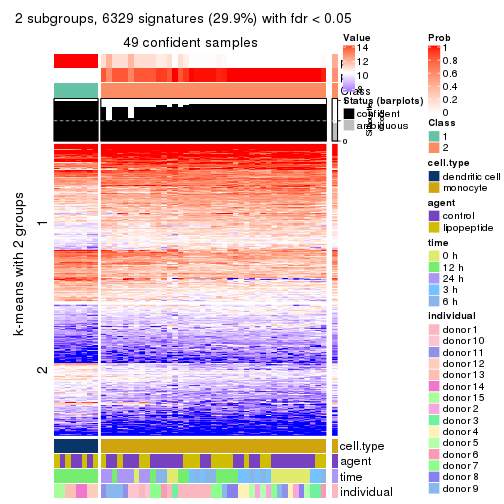 2 subgroups, 6329 signatures (29.9%) with fdr < 0.05
49 confident samples
k-means with 2 groups
1
2
Class
0
cell.type
agent
time
individual
Value
14
12
10
8
Status (barplots)
confident
ambiguous
Prob
1
0.8
0.6
0.4
0.2
0
Class
1
2
cell.type
dendritic cell
monocyte
agent
control
lipopeptide
time
0 h
12 h
24 h
3 h
6 h
individual
donor1
donor10
donor11
donor12
donor13
donor14
donor15
donor2
donor3
donor4
donor5
donor6
donor7
donor8
donor9